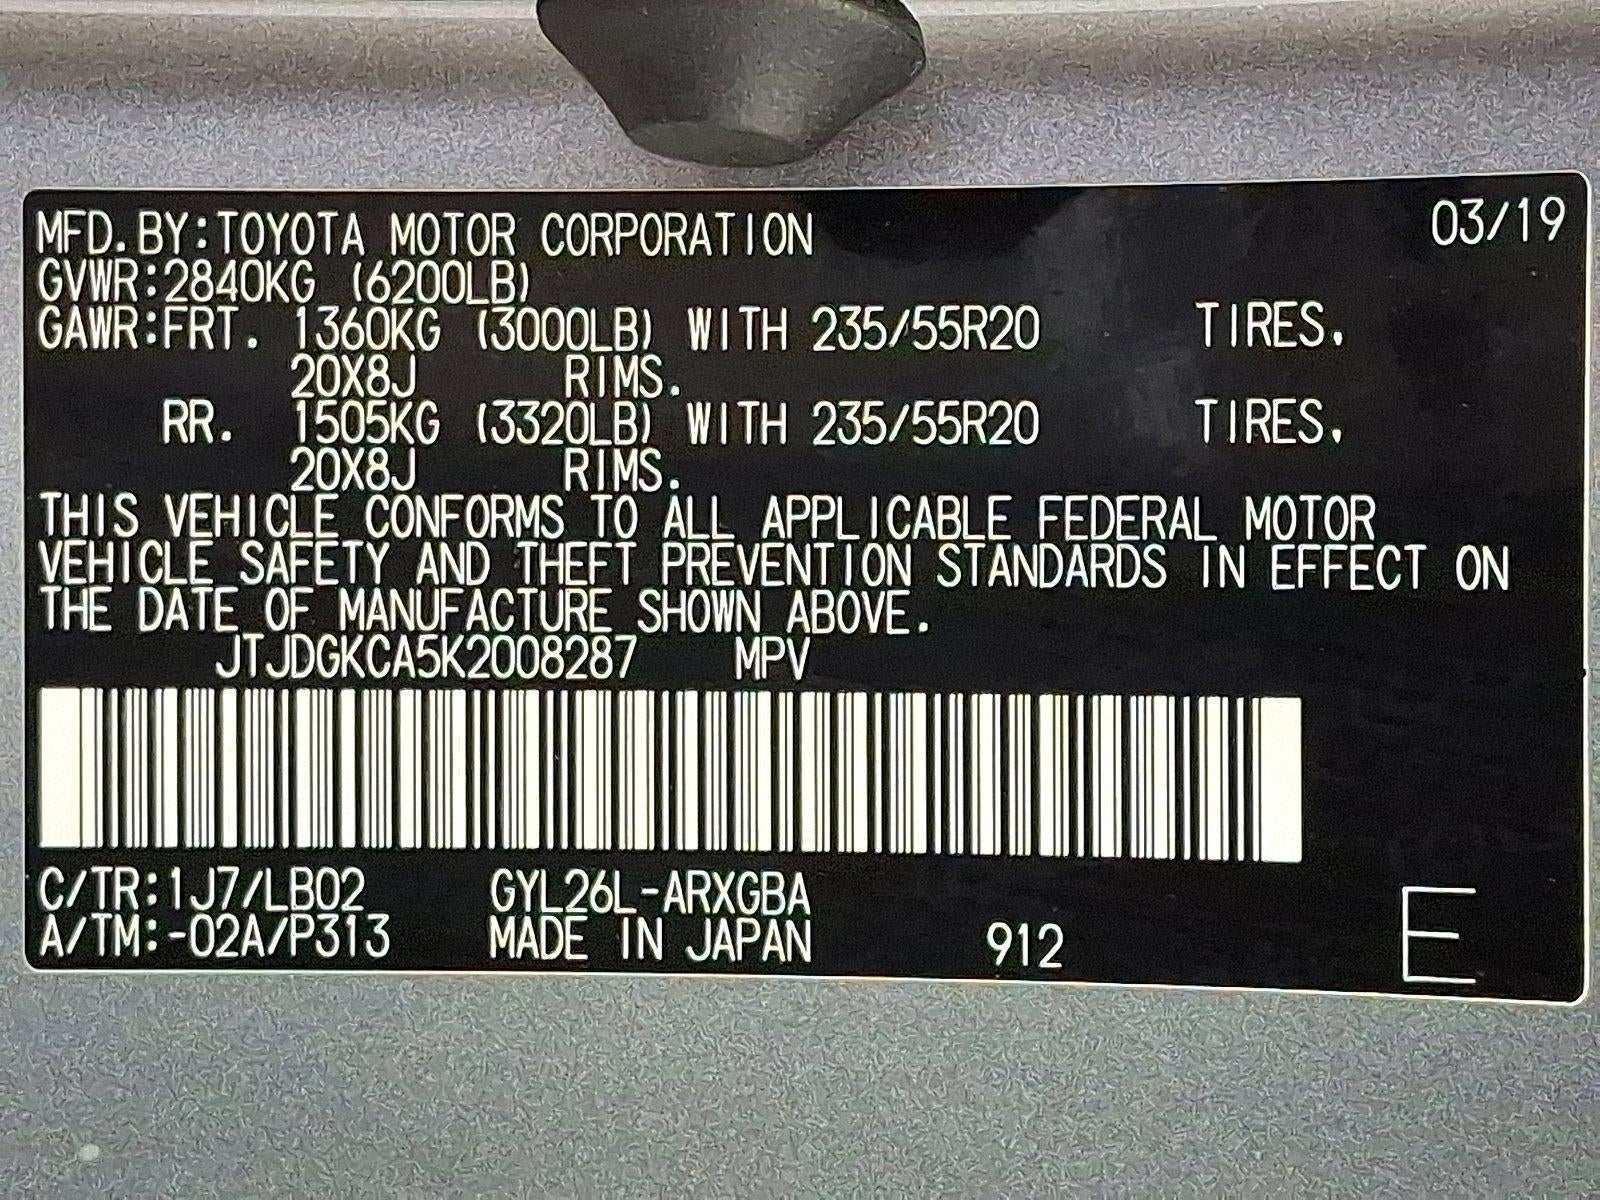 MFD.BY:TOYOTA MOTOR CORPORATION 03/19
GVWR:2840KG (6200LB)
GAWR:FRT. 1360KG (3000LB) WITH 235/55R20 TIRES.
20X8J RIMS.
RR. 1505KG (3320LB) WITH 235/55R20 TIRES.
20X8J RIMS.
THIS VEHICLE CONFORMS TO ALL APPLICABLE FEDERAL MOTOR
VEHICLE SAFETY AND THEFT PREVENTION STANDARDS IN EFFECT ON
THE DATE OF MANUFACTURE SHOWN ABOVE.
JTJDGKCA5K2008287 MPV
C/TR:1J7/LB02 GYL26L-ARXGBA
A/TM:-02A/P313 MADE IN JAPAN 912 E